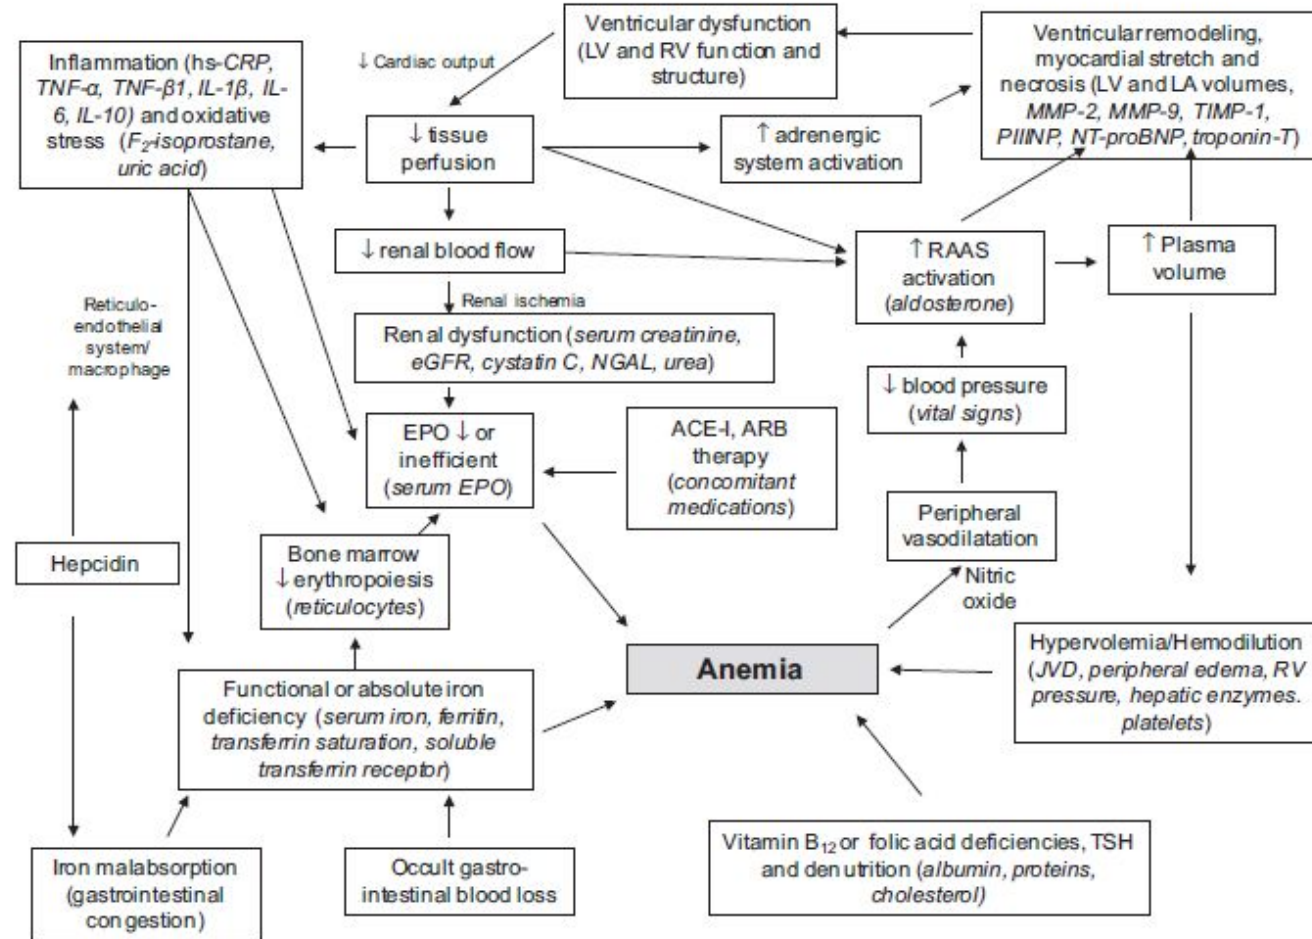 Ventricular dysfunction
(LV and RV function and
structure)
Ventricular remodeling,
myocardial stretch and
necrosis (LV and LA volumes,
MMP-2, MMP-9, TIMP-1,
PIIINP, NT-proBNP, troponin-T)
Inflammation (hs-CRP,
TNF-α, TNF-β1, IL-1β, IL-
6, IL-10) and oxidative
stress (F₂-isoprostane,
uric acid)
↓ Cardiac output
↓ tissue
perfusion
↑ adrenergic
system activation
↓ renal blood flow
↑ RAAS
activation
(aldosterone)
↑ Plasma
volume
Reticulo-
endothelial
system/
macrophage
Renal ischemia
Renal dysfunction (serum creatinine,
eGFR, cystatin C, NGAL, urea)
↓ blood pressure
(vital signs)
EPO ↓ or
inefficient
(serum EPO)
ACE-I, ARB
therapy
(concomitant
medications)
Peripheral
vasodilatation
Hepcidin
Bone marrow
↓ erythropoiesis
(reticulocytes)
Nitric
oxide
Anemia
Hypervolemia/Hemodilution
(JVD, peripheral edema, RV
pressure, hepatic enzymes.
platelets)
Functional or absolute iron
deficiency (serum iron, ferritin,
transferrin saturation, soluble
transferrin receptor)
Iron malabsorption
(gastrointestinal
congestion)
Occult gastro-
intestinal blood loss
Vitamin B₁₂ or folic acid deficiencies, TSH
and denutrition (albumin, proteins,
cholesterol)